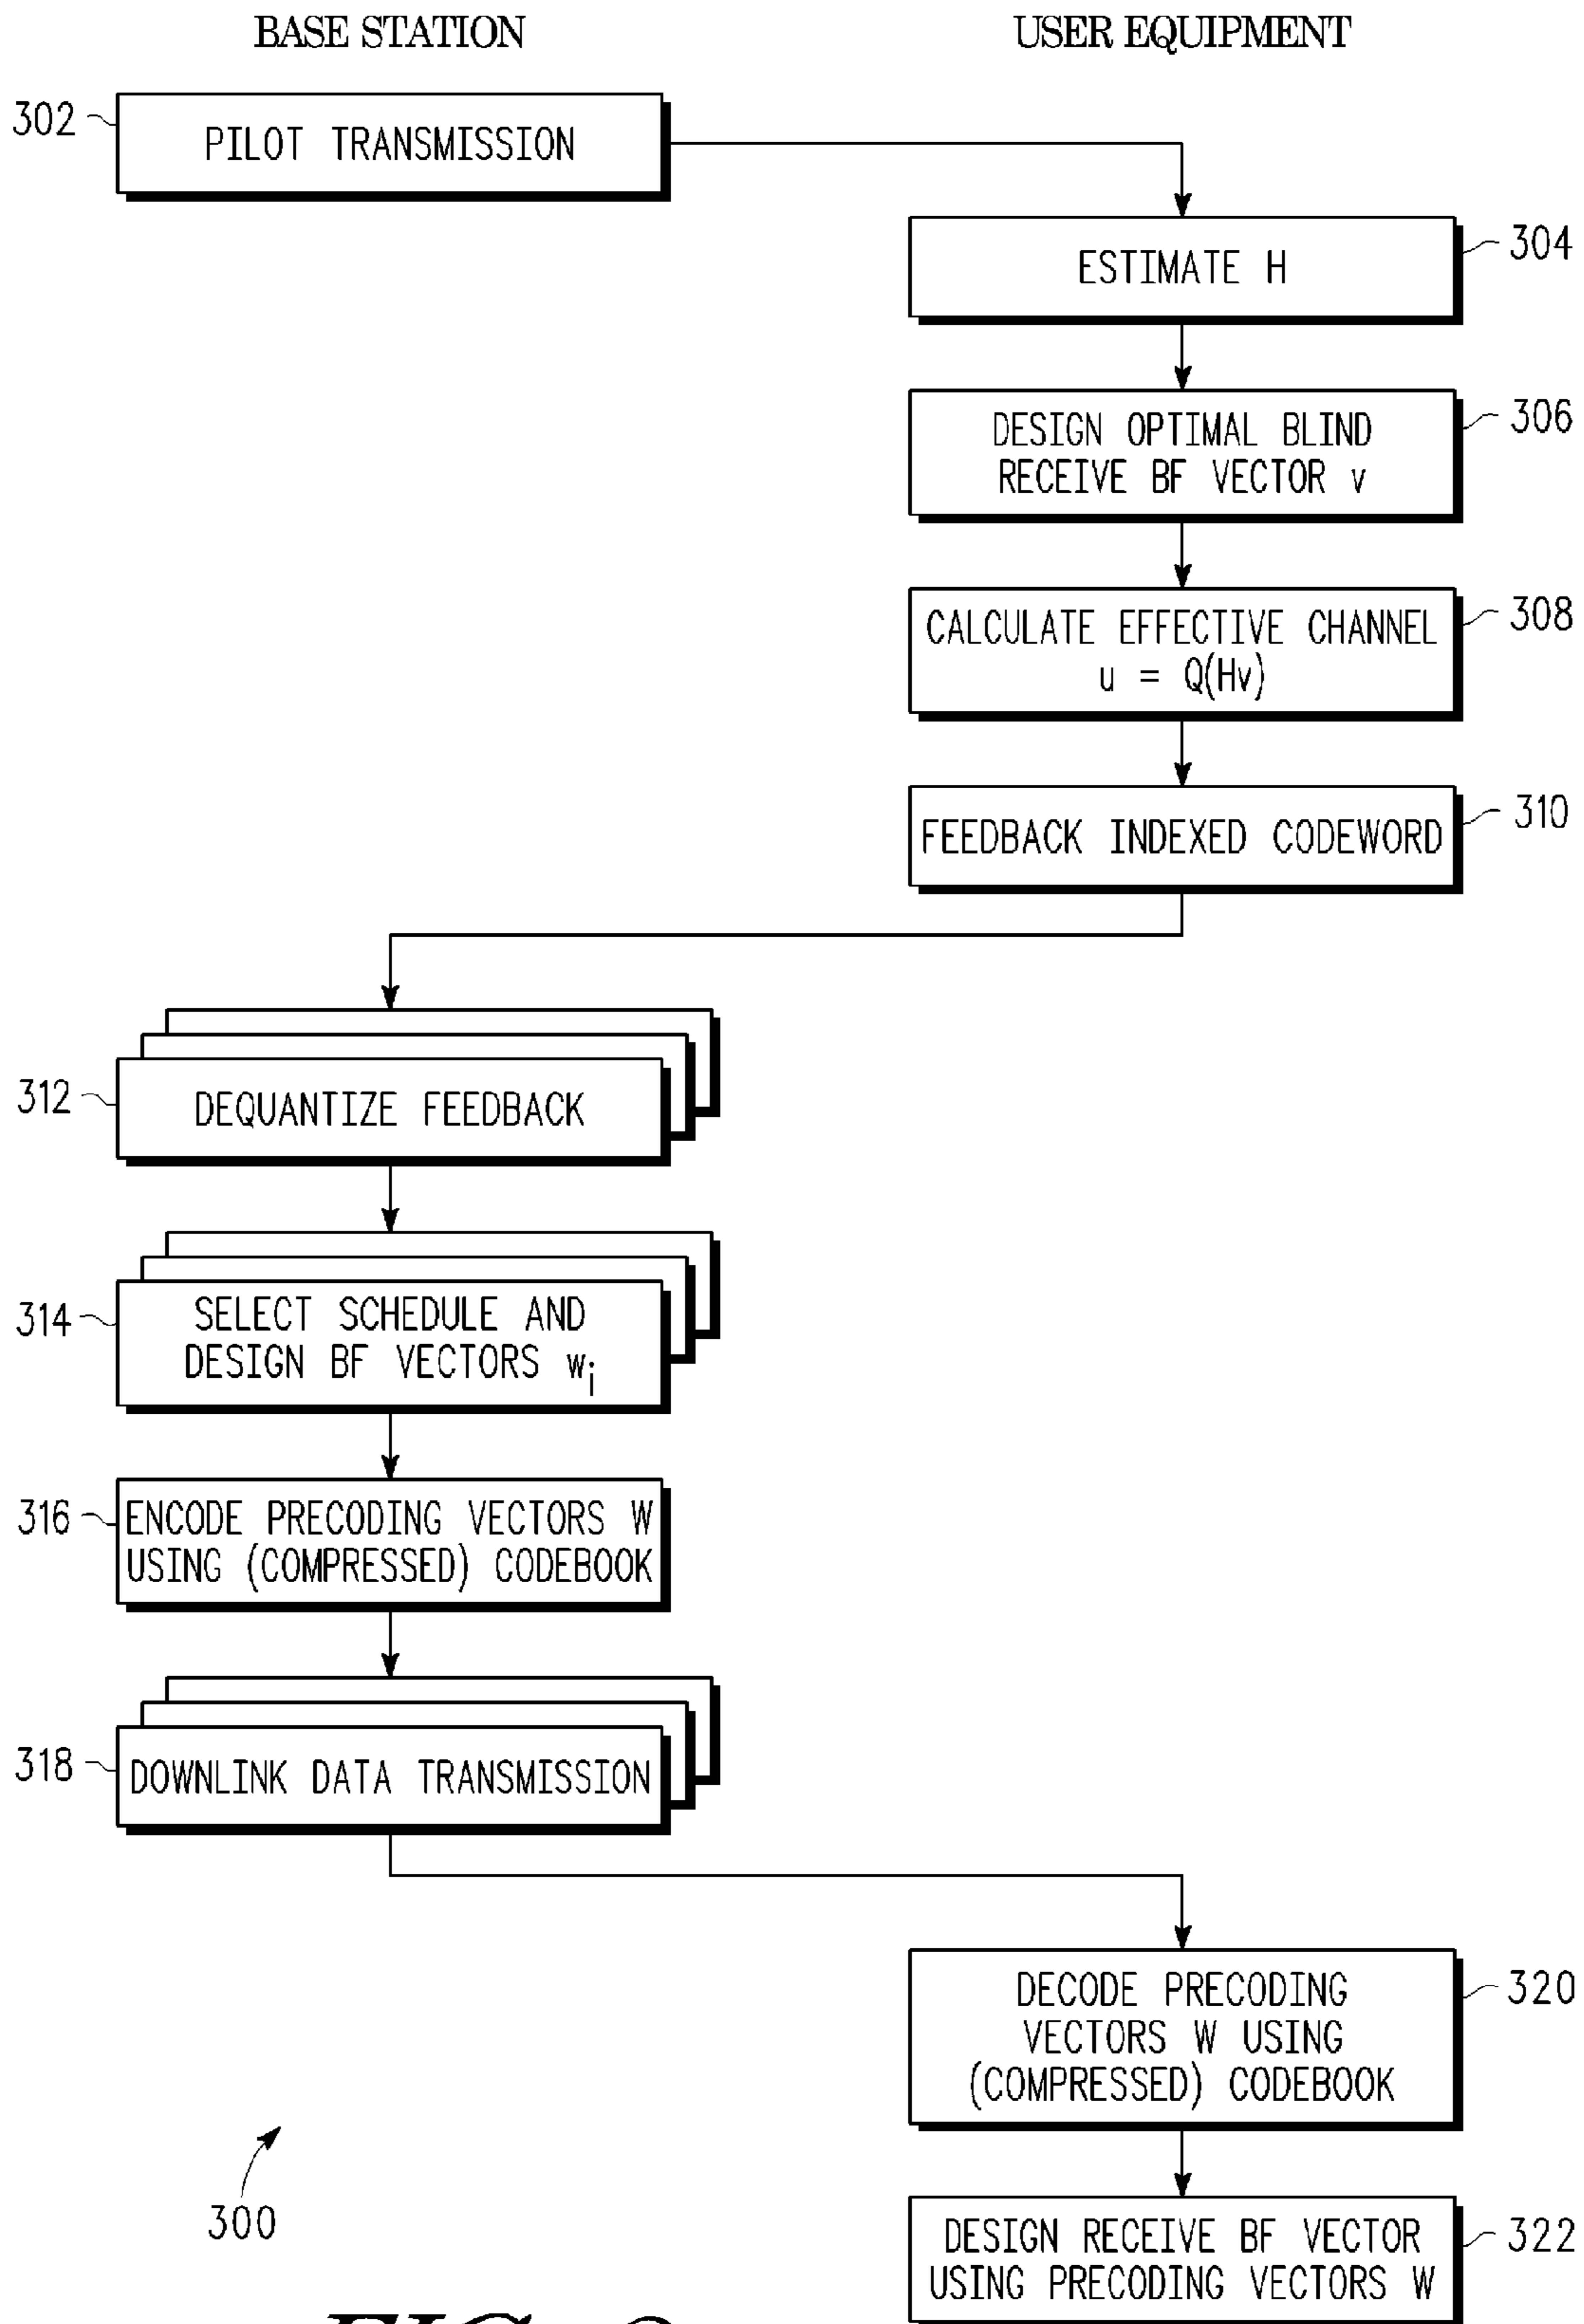 BASE STATION
USER EQUIPMENT
302
PILOT TRANSMISSION
304
ESTIMATE H
306
DESIGN OPTIMAL BLIND
RECEIVE BF VECTOR v
308
CALCULATE EFFECTIVE CHANNEL
u = Q(Hv)
310
FEEDBACK INDEXED CODEWORD
312
DEQUANTIZE FEEDBACK
314
SELECT SCHEDULE AND
DESIGN BF VECTORS wi
316
ENCODE PRECODING VECTORS W
USING (COMPRESSED) CODEBOOK
318
DOWNLINK DATA TRANSMISSION
320
DECODE PRECODING
VECTORS W USING
(COMPRESSED) CODEBOOK
300
322
DESIGN RECEIVE BF VECTOR
USING PRECODING VECTORS W